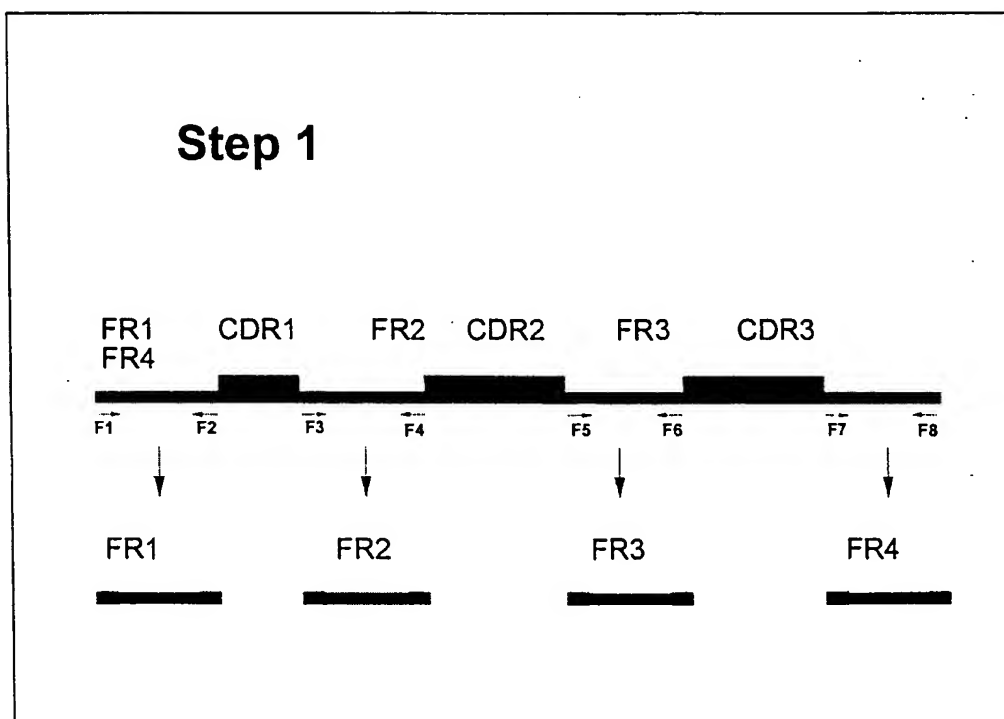 Step 1
FR1 CDR1 FR2 CDR2 FR3 CDR3
FR4
F1 F2 F3 F4 F5 F6 F7 F8
FR1 FR2 FR3 FR4